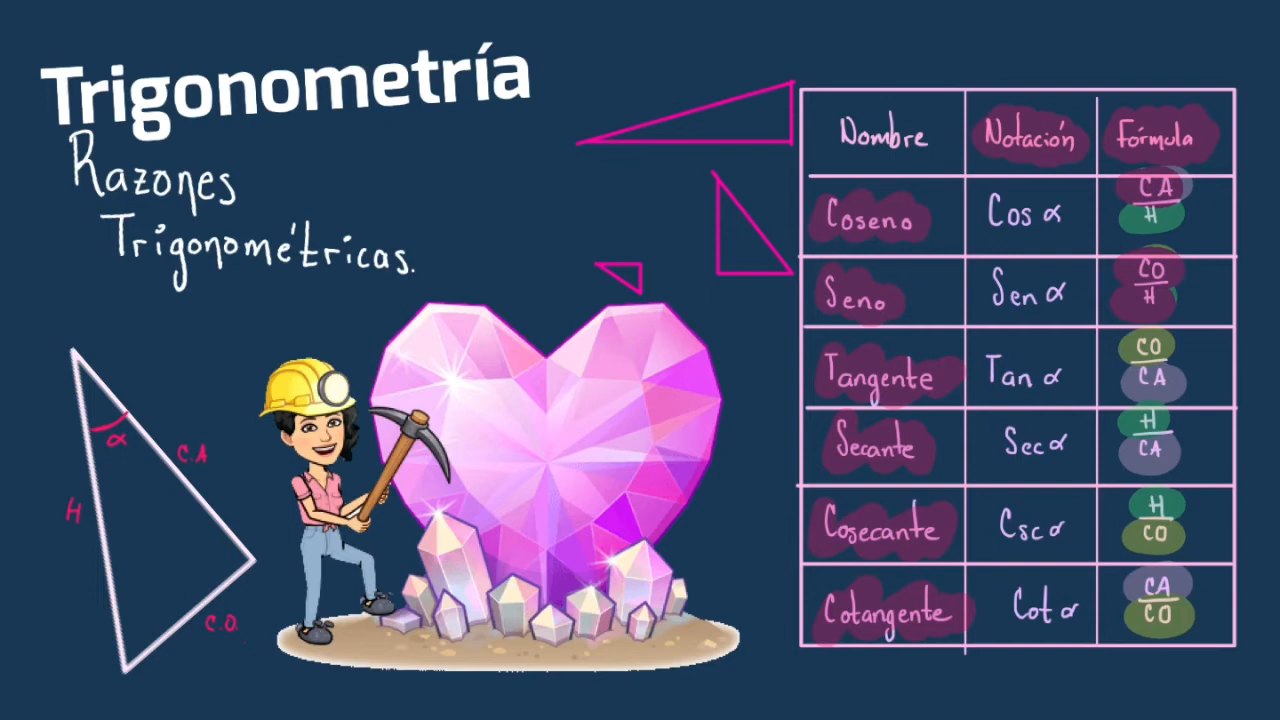 Trigonometría
Razones
Trigonométricas.
α
C.A
H
C.O.
Nombre Notación Fórmula
Coseno Cos α CA/H
Seno Sen α CO/H
Tangente Tan α CO/CA
Secante Sec α H/CA
Cosecante Csc α H/CO
Cotangente Cot α CA/CO